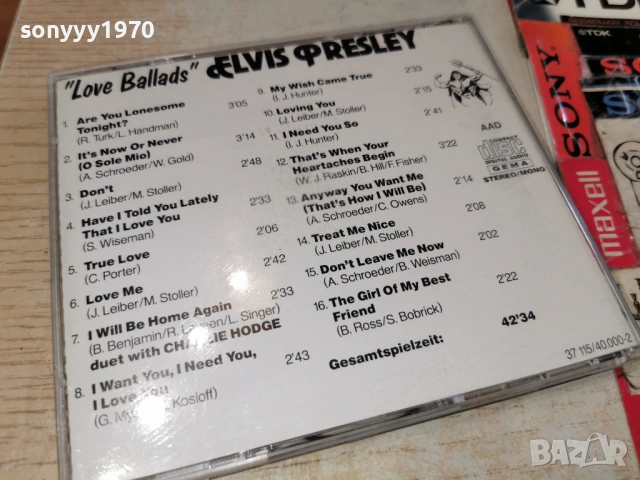 sonyyy1970
"Love Ballads" ELVIS PRESLEY
1. Are You Lonesome Tonight? 3'05
(R. Turk/L. Handman)
2. It's Now Or Never 3'14
(O Sole Mio)
(A. Schroeder/W. Gold)
3. Don't 2'48
(J. Leiber/M. Stoller)
4. Have I Told You Lately
That I Love You 2'33
(S. Wiseman)
5. True Love 2'06
(C. Porter)
6. Love Me 2'42
(J. Leiber/M. Stoller)
7. I Will Be Home Again 2'33
(B. Benjamin/R. L. Singer)
duet with CHARLIE HODGE
8. I Want You, I Need You,
I Love You 2'43
(G. Kosloff)
9. My Wish Came True 2'33
(I. J. Hunter)
10. Loving You 2'15
(J. Leiber/M. Stoller)
11. I Need You So 2'41
(I. J. Hunter)
12. That's When Your
Heartaches Begin 3'22
(W. J. Raskin/B. Hill/F. Fisher)
13. Anyway You Want Me
(That's How I Will Be) 2'14
(A. Schroeder/C. Owens)
14. Treat Me Nice 2'08
(J. Leiber/M. Stoller)
15. Don't Leave Me Now 2'02
(A. Schroeder/B. Weisman)
16. The Girl Of My Best
Friend 2'22
(B. Ross/S. Bobrick)
Gesamtspielzeit: 42'34
AAD
COMPACT
disc
DIGITAL AUDIO
GEMA
STEREO/MONO
37 115/40.000-2
TDK
SONY
maxell
BAZAR